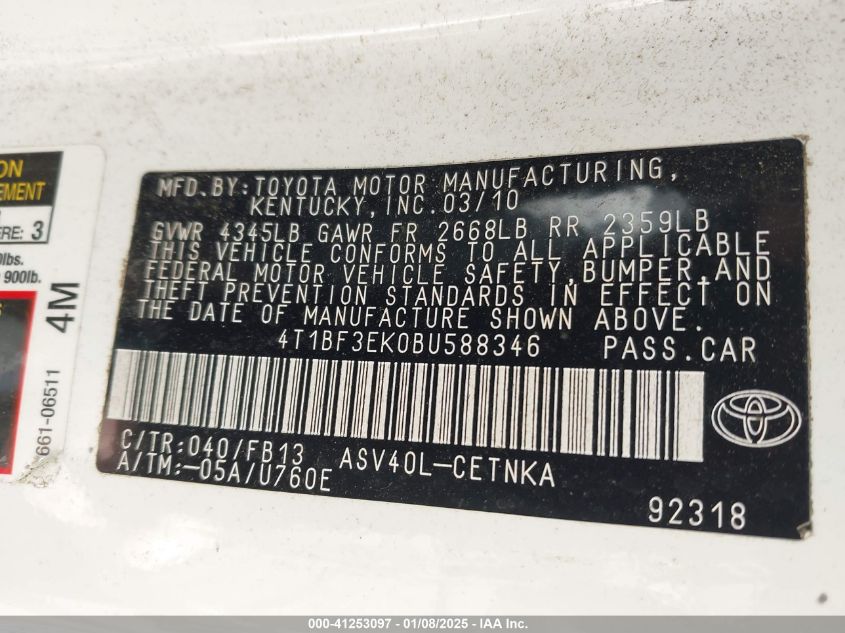 ON
EMENT
ERE: 3
0lbs.
900lb.
4M
661-06511
MFD.BY:TOYOTA MOTOR MANUFACTURING,
KENTUCKY,INC.03/10
GVWR 4345LB GAWR FR 2668LB RR 2359LB
THIS VEHICLE CONFORMS TO ALL APPLICABLE
FEDERAL MOTOR VEHICLE SAFETY,BUMPER,AND
THEFT PREVENTION STANDARDS IN EFFECT ON
THE DATE OF MANUFACTURE SHOWN ABOVE.
4T1BF3EK0BU588346 PASS.CAR
C/TR:040/FB13 ASV40L-CETNKA
A/TM:-05A/U760E
92318
000-41253097 - 01/08/2025 - IAA, Inc.